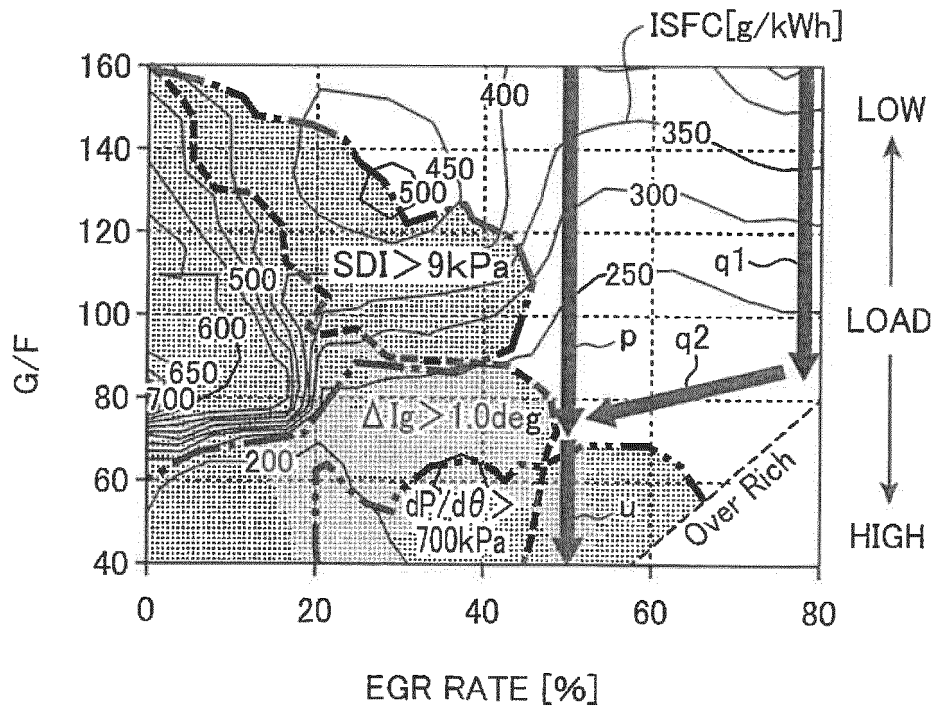 ISFC[g/kWh]
160
140
120
100
80
60
40
G/F
0
20
40
60
80
EGR RATE [%]
LOW
LOAD
HIGH
400
450
500
350
300
250
500
600
650
700
200
SDI > 9kPa
ΔIg > 1.0deg
dP/dθ >
700kPa
p
q1
q2
u
Over Rich